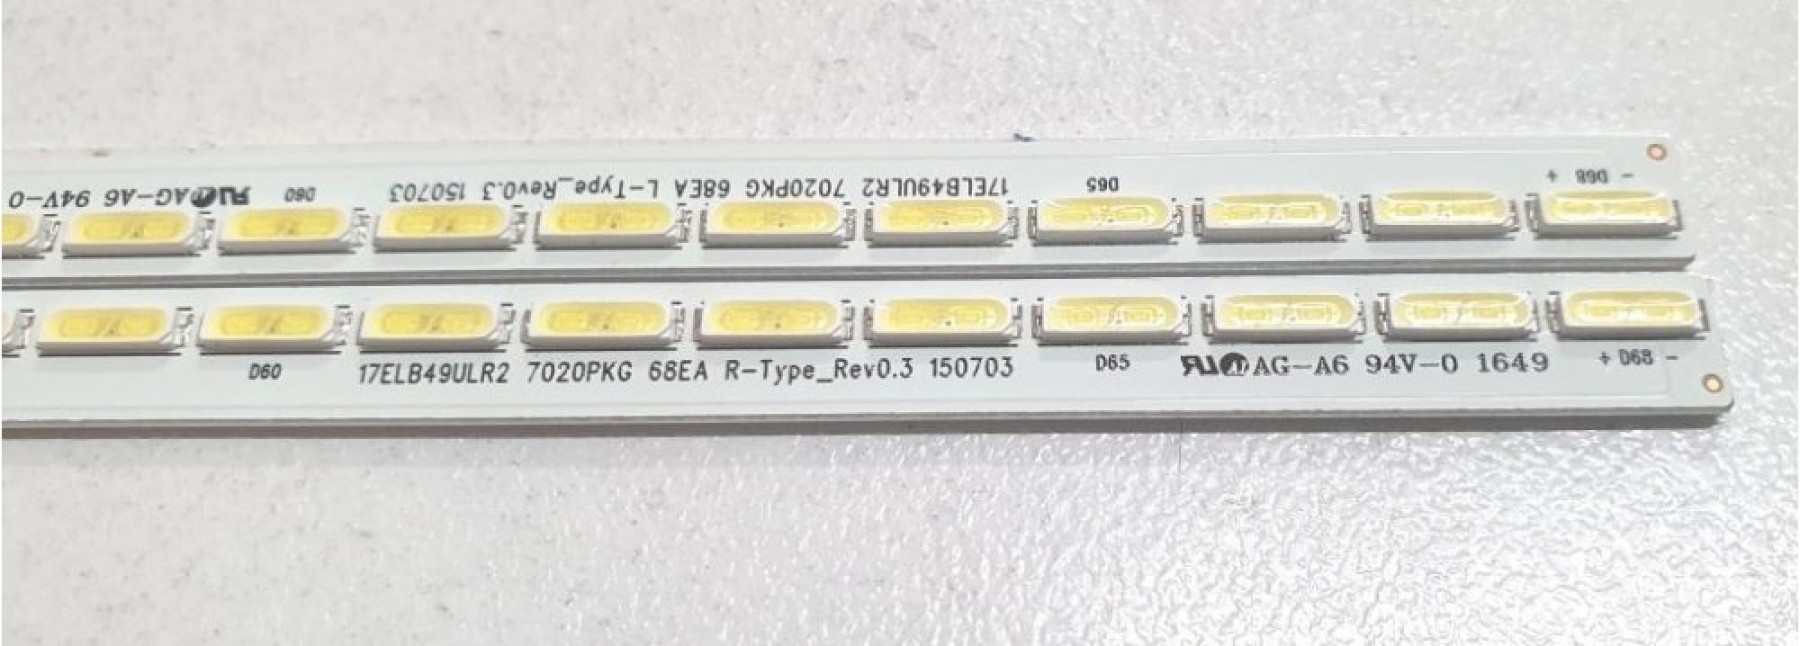 + D68 -
D65
17ELB49ULR2 7020PKG 68EA L-Type_Rev0.3 150703
D60
AG-A6 94V-0
D60
17ELB49ULR2 7020PKG 68EA R-Type_Rev0.3 150703
D65
AG-A6 94V-0 1649
+ D68 -